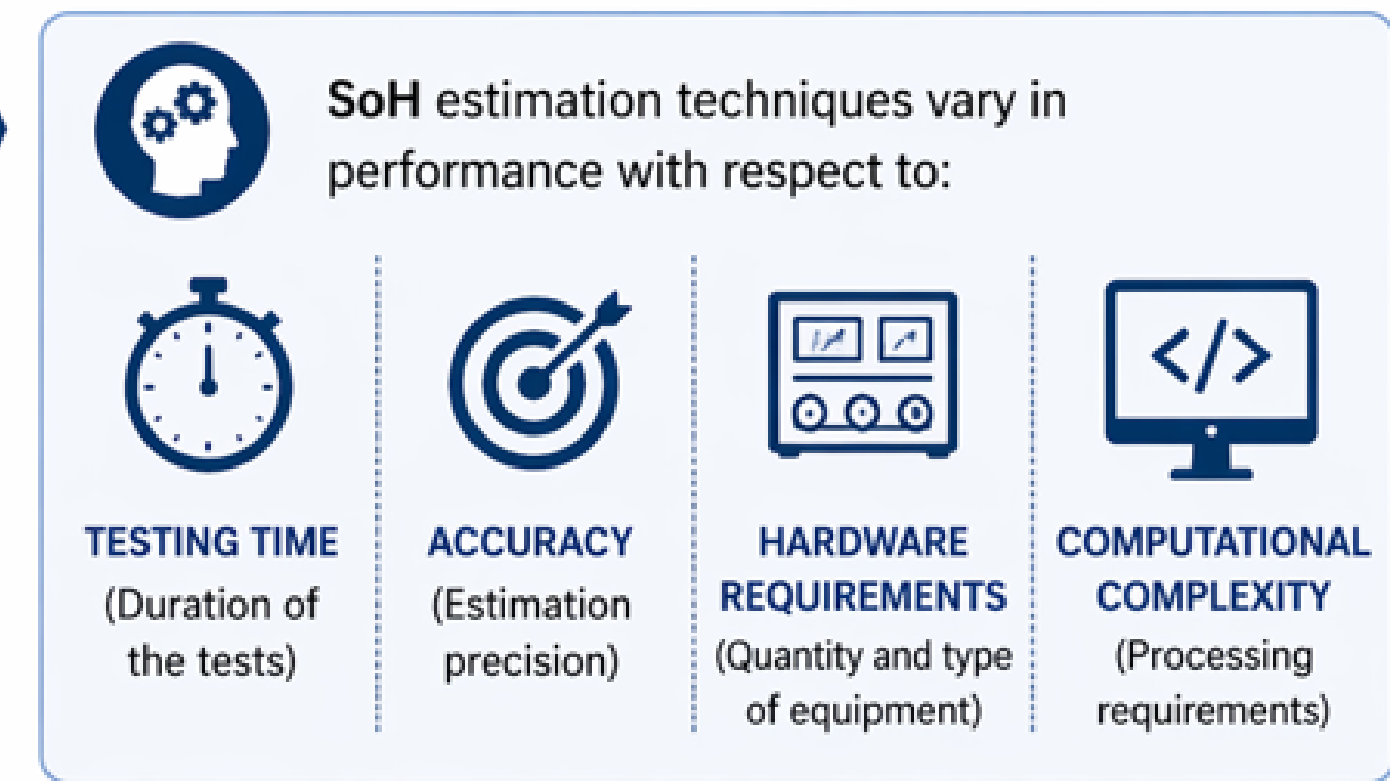 SoH estimation techniques vary in
performance with respect to:
TESTING TIME
(Duration of
the tests)
ACCURACY
(Estimation
precision)
HARDWARE
REQUIREMENTS
(Quantity and type
of equipment)
</>
COMPUTATIONAL
COMPLEXITY
(Processing
requirements)